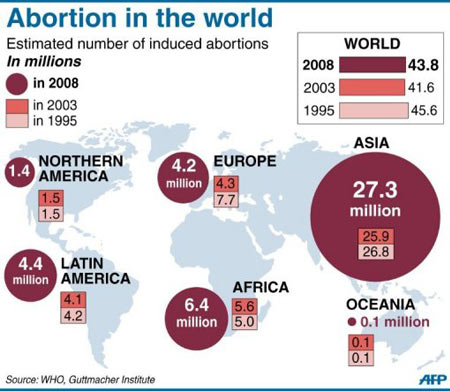 Abortion in the world
Estimated number of induced abortions
In millions
in 2008
in 2003
in 1995
WORLD
2008 43.8
2003 41.6
1995 45.6
1.4
NORTHERN
AMERICA
1.5
1.5
4.2
million
EUROPE
4.3
7.7
ASIA
27.3
million
25.9
26.8
4.4
million
LATIN
AMERICA
4.1
4.2
6.4
million
AFRICA
5.6
5.0
OCEANIA
0.1 million
0.1
0.1
Source: WHO, Guttmacher Institute
AFP